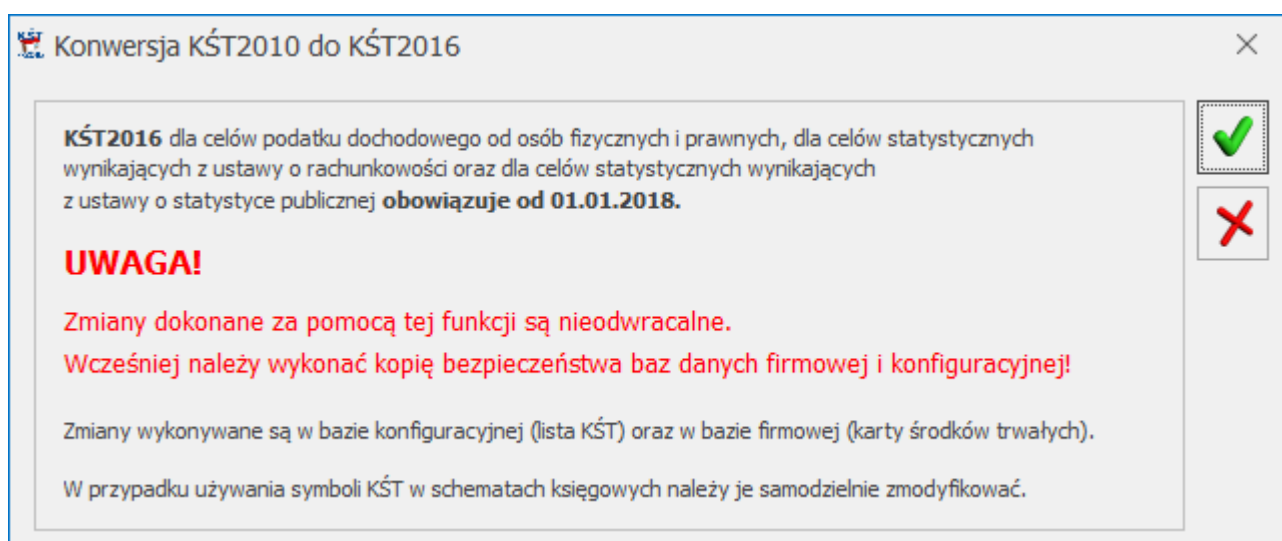 Konwersja KŚT2010 do KŚT2016
KŚT2016 dla celów podatku dochodowego od osób fizycznych i prawnych, dla celów statystycznych
wynikających z ustawy o rachunkowości oraz dla celów statystycznych wynikających
z ustawy o statystyce publicznej obowiązuje od 01.01.2018.
UWAGA!
Zmiany dokonane za pomocą tej funkcji są nieodwracalne.
Wcześniej należy wykonać kopię bezpieczeństwa baz danych firmowej i konfiguracyjnej!
Zmiany wykonywane są w bazie konfiguracyjnej (lista KŚT) oraz w bazie firmowej (karty środków trwałych).
W przypadku używania symboli KŚT w schematach księgowych należy je samodzielnie zmodyfikować.